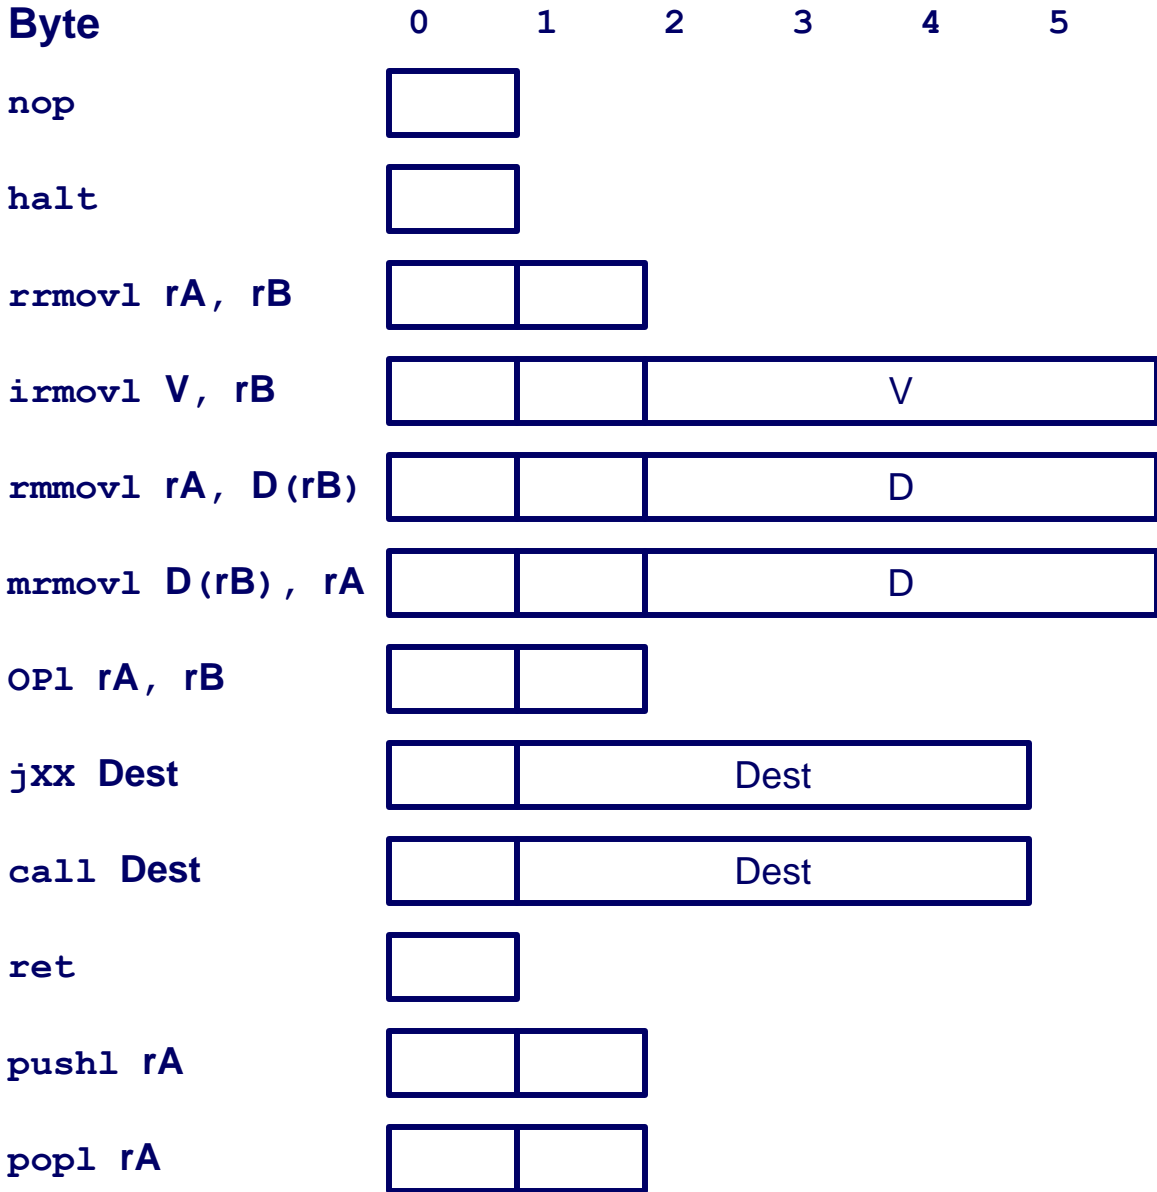 Byte 0 1 2 3 4 5
nop
halt
rrmovl rA, rB
irmovl V, rB V
rmmovl rA, D(rB) D
mrmovl D(rB), rA D
OPl rA, rB
jXX Dest Dest
call Dest Dest
ret
pushl rA
popl rA